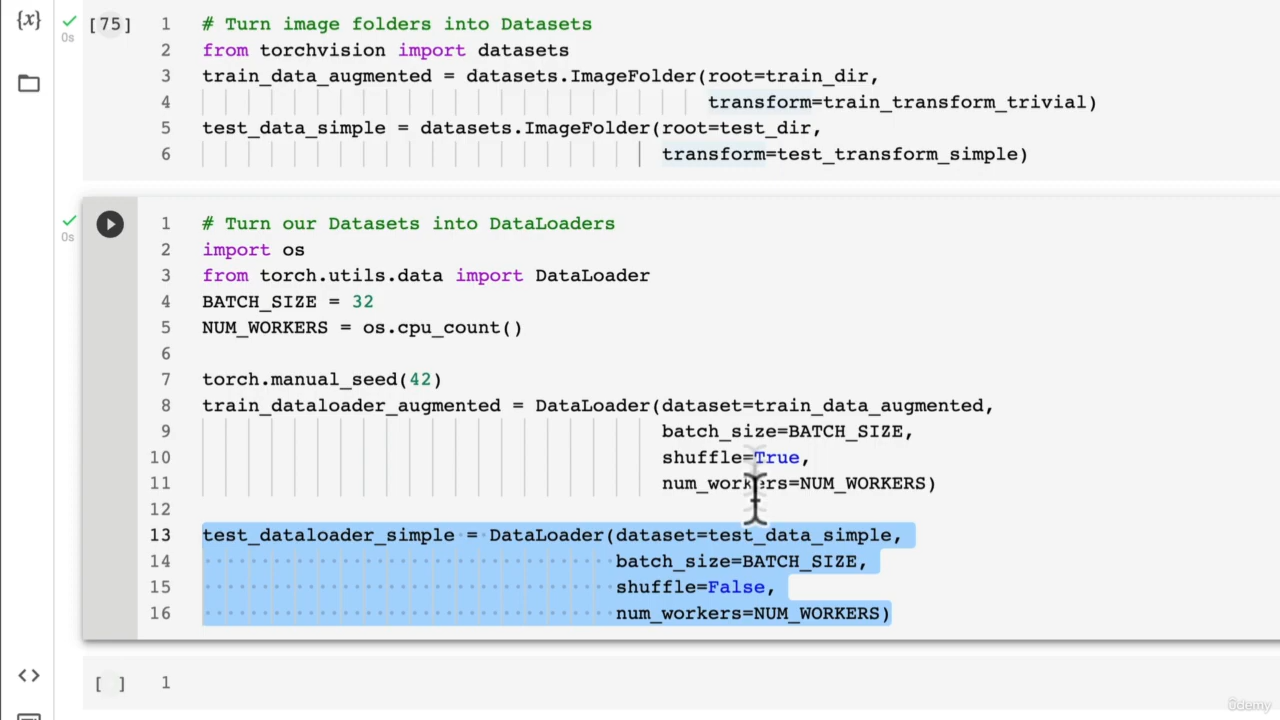 {x}
0s
[75]
1 # Turn image folders into Datasets
2 from torchvision import datasets
3 train_data_augmented = datasets.ImageFolder(root=train_dir,
4 transform=train_transform_trivial)
5 test_data_simple = datasets.ImageFolder(root=test_dir,
6 transform=test_transform_simple)
0s
1 # Turn our Datasets into DataLoaders
2 import os
3 from torch.utils.data import DataLoader
4 BATCH_SIZE = 32
5 NUM_WORKERS = os.cpu_count()
6
7 torch.manual_seed(42)
8 train_dataloader_augmented = DataLoader(dataset=train_data_augmented,
9 batch_size=BATCH_SIZE,
10 shuffle=True,
11 num_workers=NUM_WORKERS)
12
13 test_dataloader_simple = DataLoader(dataset=test_data_simple,
14 batch_size=BATCH_SIZE,
15 shuffle=False,
16 num_workers=NUM_WORKERS)
[ ] 1
ûdemy